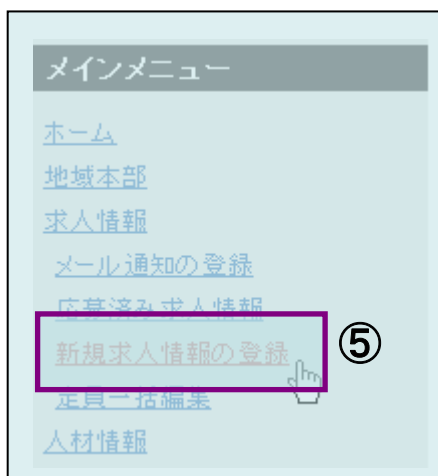 メインメニュー
ホーム
地域本部
求人情報
メール通知の登録
応募済み求人情報
新規求人情報の登録
⑤
定員一括編集
人材情報